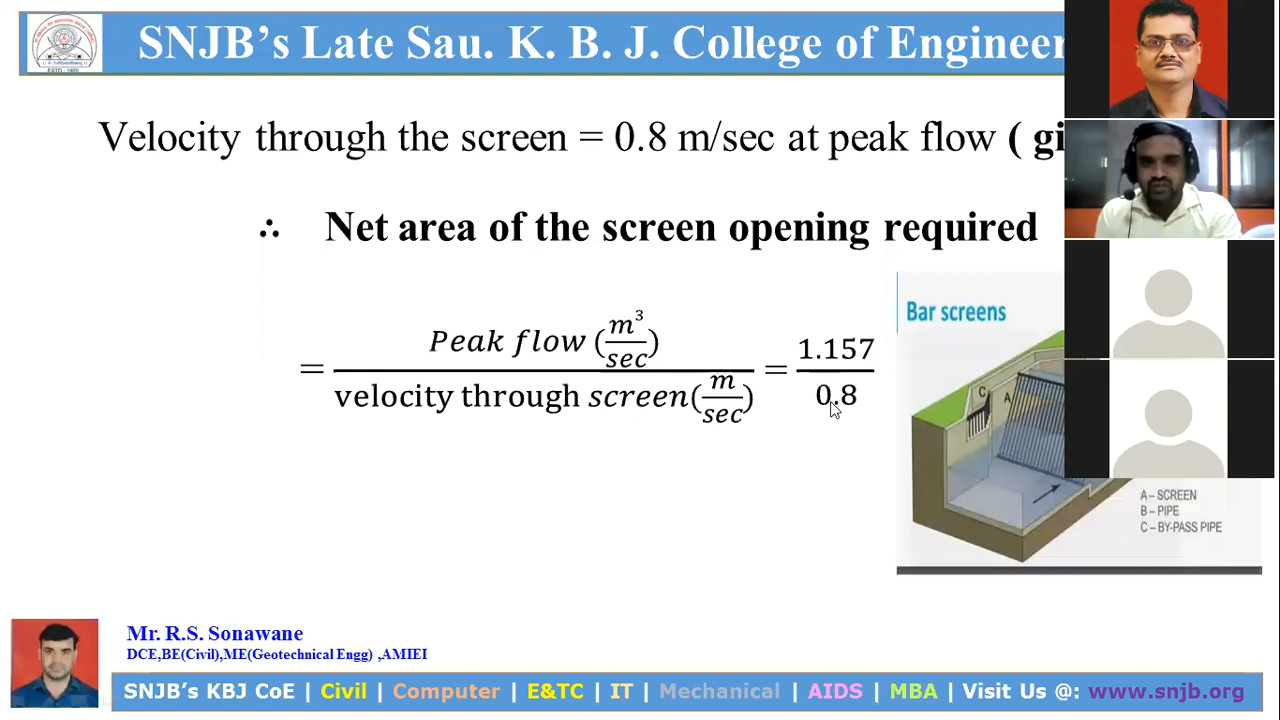 SNJB's Late Sau. K. B. J. College of Engineer
Velocity through the screen = 0.8 m/sec at peak flow ( gi
∴ Net area of the screen opening required
= Peak flow (m³/sec) / velocity through screen(m/sec) = 1.157 / 0.8
Bar screens
C
A
A – SCREEN
B – PIPE
C – BY-PASS PIPE
Mr. R.S. Sonawane
DCE,BE(Civil),ME(Geotechnical Engg) ,AMIEI
SNJB's KBJ CoE | Civil | Computer | E&TC | IT | Mechanical | AIDS | MBA | Visit Us @: www.snjb.org